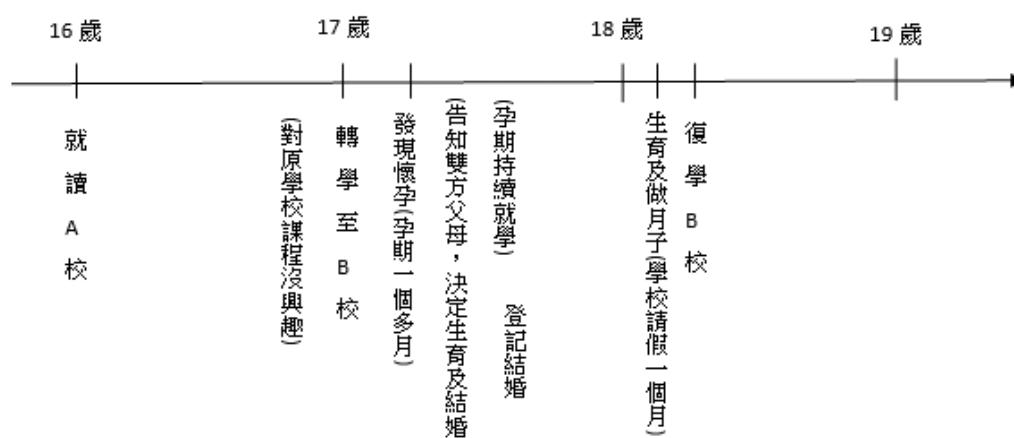 16 歲
17 歲
18 歲
19 歲
就讀 A 校
(對原學校課程沒興趣)
轉學至 B 校
發現懷孕(孕期一個多月)
(告知雙方父母，決定生育及結婚
(孕期持續就學)
登記結婚
生育及做月子(學校請假一個月)
復學 B 校